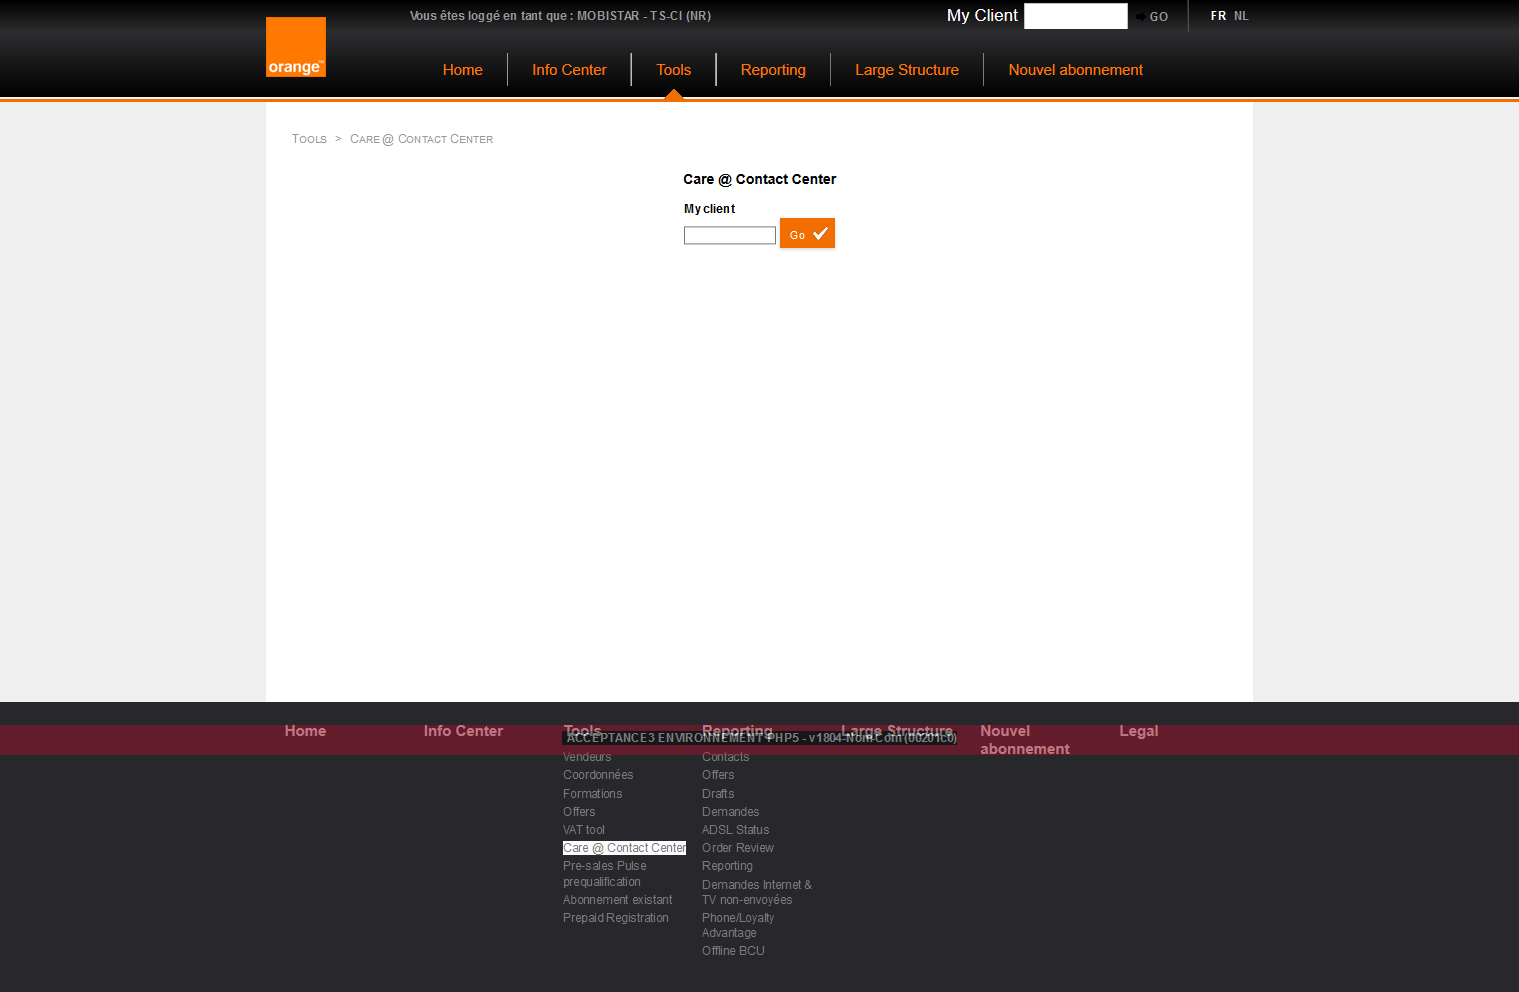 Vous êtes loggé en tant que : MOBISTAR - TS-CI (NR)
My Client GO FR NL
orange™
Home Info Center Tools Reporting Large Structure Nouvel abonnement
TOOLS > CARE @ CONTACT CENTER
Care @ Contact Center
My client
Go
Home Info Center Tools Reporting Large Structure Nouvel abonnement Legal
ACCEPTANCE3 ENVIRONNEMENT PHP5 - v1804-NomCom (00201c0)
Vendeurs
Coordonnées
Formations
Offers
VAT tool
Care @ Contact Center
Pre-sales Pulse
prequalification
Abonnement existant
Prepaid Registration
Contacts
Offers
Drafts
Demandes
ADSL Status
Order Review
Reporting
Demandes Internet &
TV non-envoyées
Phone/Loyalty
Advantage
Offline BCU